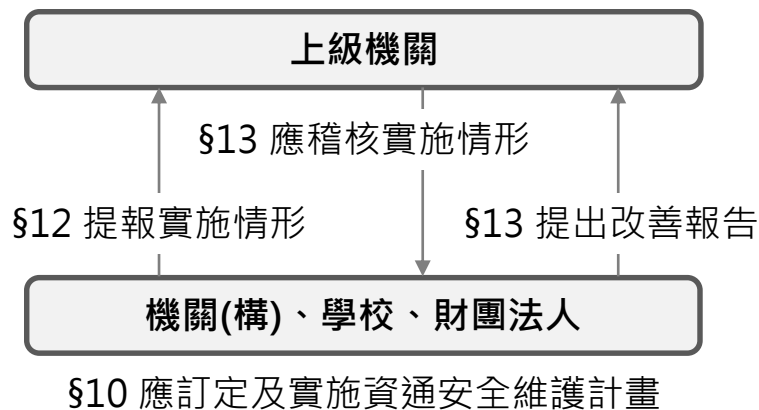 上級機關
§13 應稽核實施情形
§12 提報實施情形
§13 提出改善報告
機關(構)、學校、財團法人
§10 應訂定及實施資通安全維護計畫